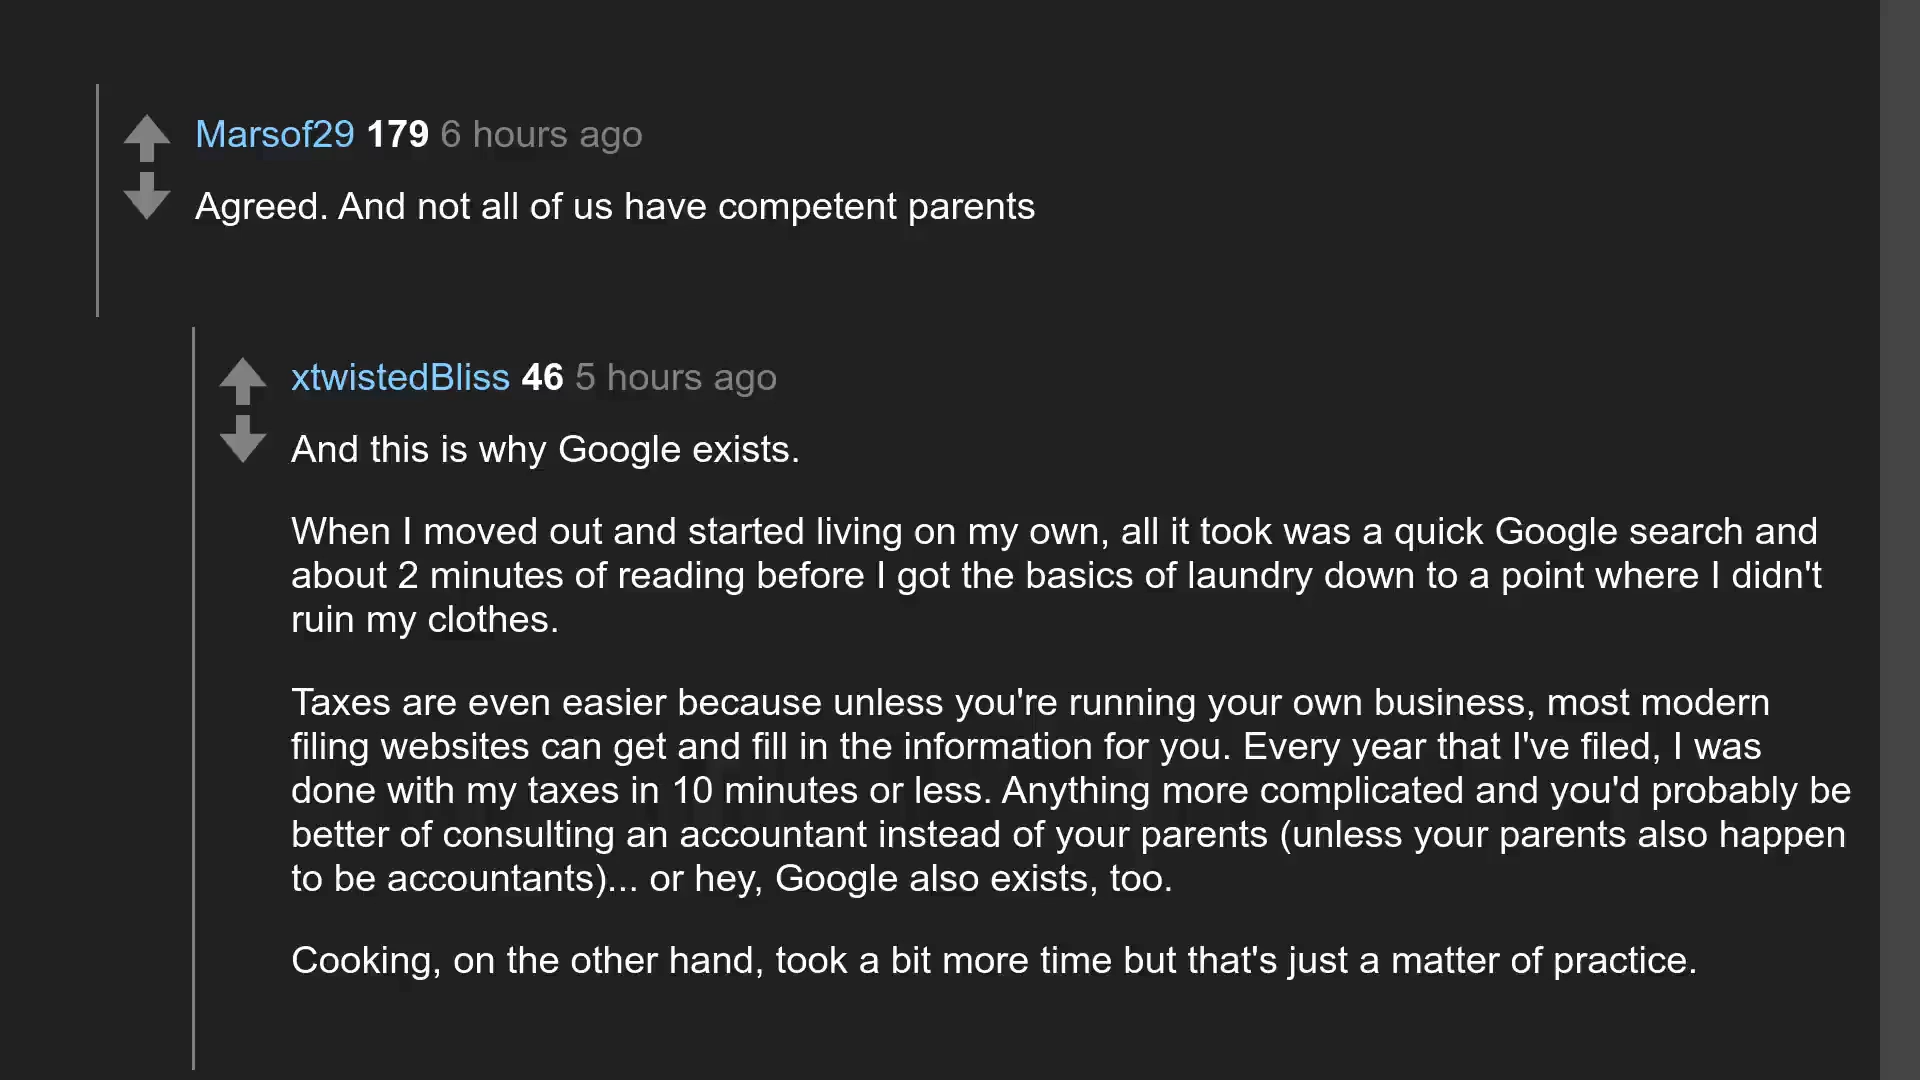 Marsof29 179 6 hours ago
Agreed. And not all of us have competent parents
xtwistedBliss 46 5 hours ago
And this is why Google exists.
When I moved out and started living on my own, all it took was a quick Google search and
about 2 minutes of reading before I got the basics of laundry down to a point where I didn't
ruin my clothes.
Taxes are even easier because unless you're running your own business, most modern
filing websites can get and fill in the information for you. Every year that I've filed, I was
done with my taxes in 10 minutes or less. Anything more complicated and you'd probably be
better of consulting an accountant instead of your parents (unless your parents also happen
to be accountants)... or hey, Google also exists, too.
Cooking, on the other hand, took a bit more time but that's just a matter of practice.